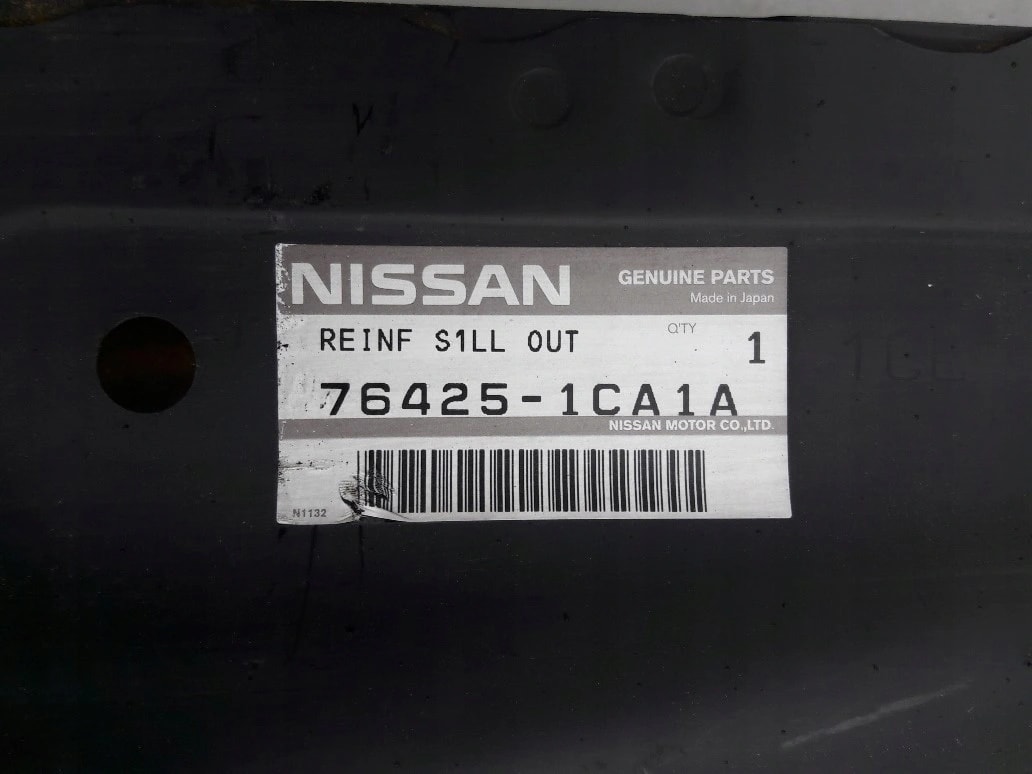 NISSAN
GENUINE PARTS
Made in Japan
REINF S1LL OUT
Q'TY
1
76425-1CA1A
NISSAN MOTOR CO.,LTD.
N1132